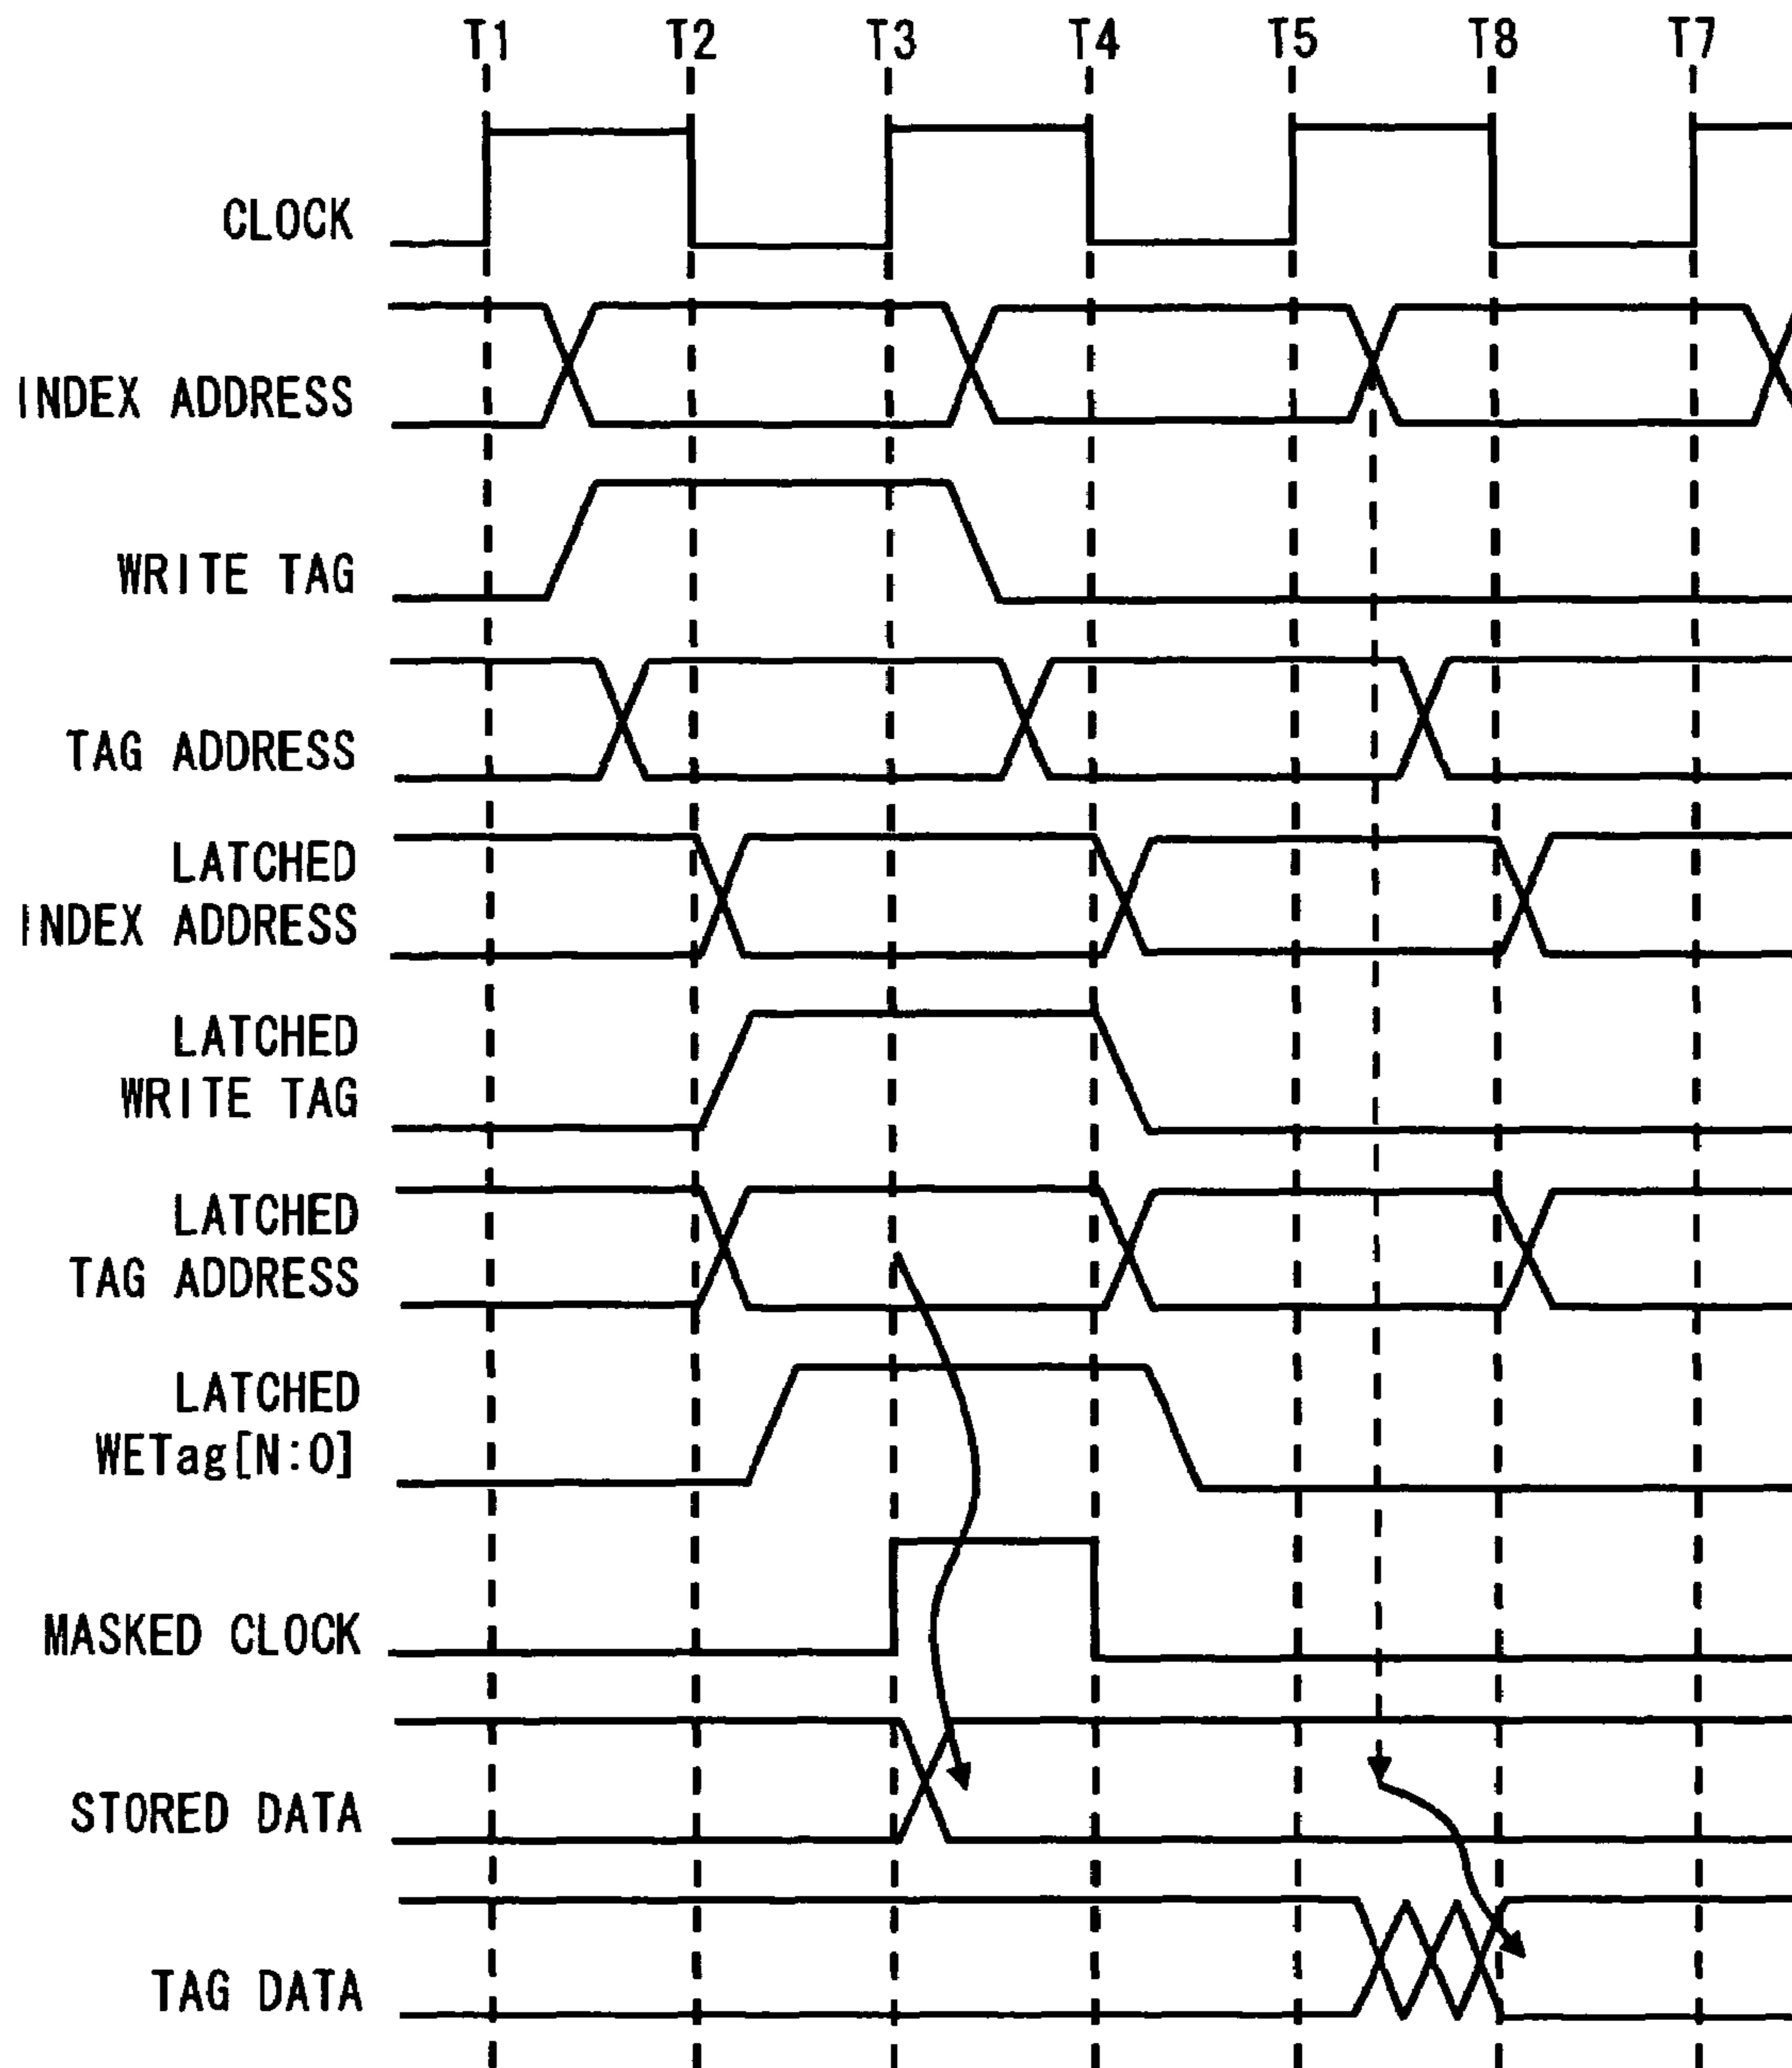 T1 T2 T3 T4 T5 T8 T7
CLOCK
INDEX ADDRESS
WRITE TAG
TAG ADDRESS
LATCHED
INDEX ADDRESS
LATCHED
WRITE TAG
LATCHED
TAG ADDRESS
LATCHED
WETag[N:0]
MASKED CLOCK
STORED DATA
TAG DATA